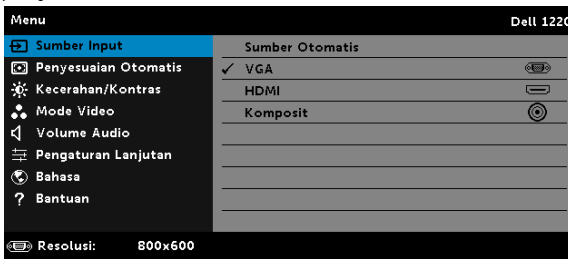 Menu Dell 1220
Sumber Input
Penyesuaian Otomatis
Kecerahan/Kontras
Mode Video
Volume Audio
Pengaturan Lanjutan
Bahasa
? Bantuan
Sumber Otomatis
✓ VGA
HDMI
Komposit
Resolusi: 800x600